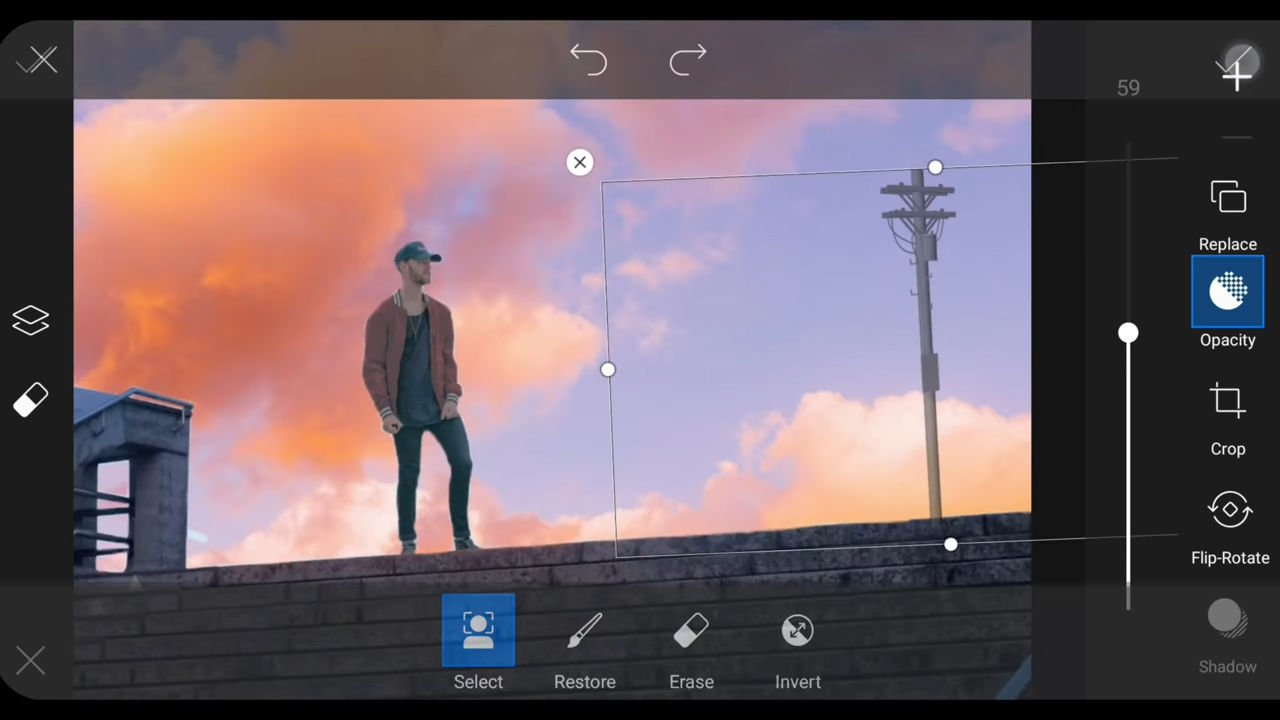 59
Replace
Opacity
Crop
Flip-Rotate
Shadow
Select
Restore
Erase
Invert